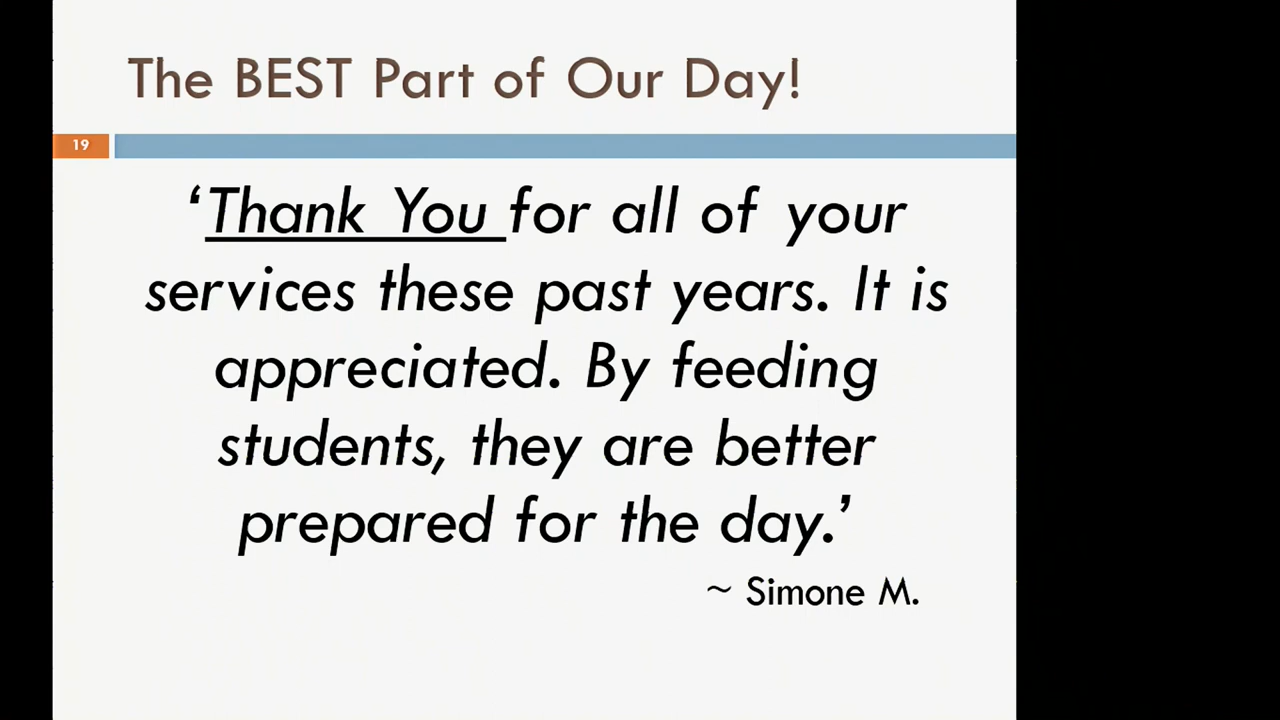 The BEST Part of Our Day!
19
‘Thank You for all of your
services these past years. It is
appreciated. By feeding
students, they are better
prepared for the day.’
~ Simone M.